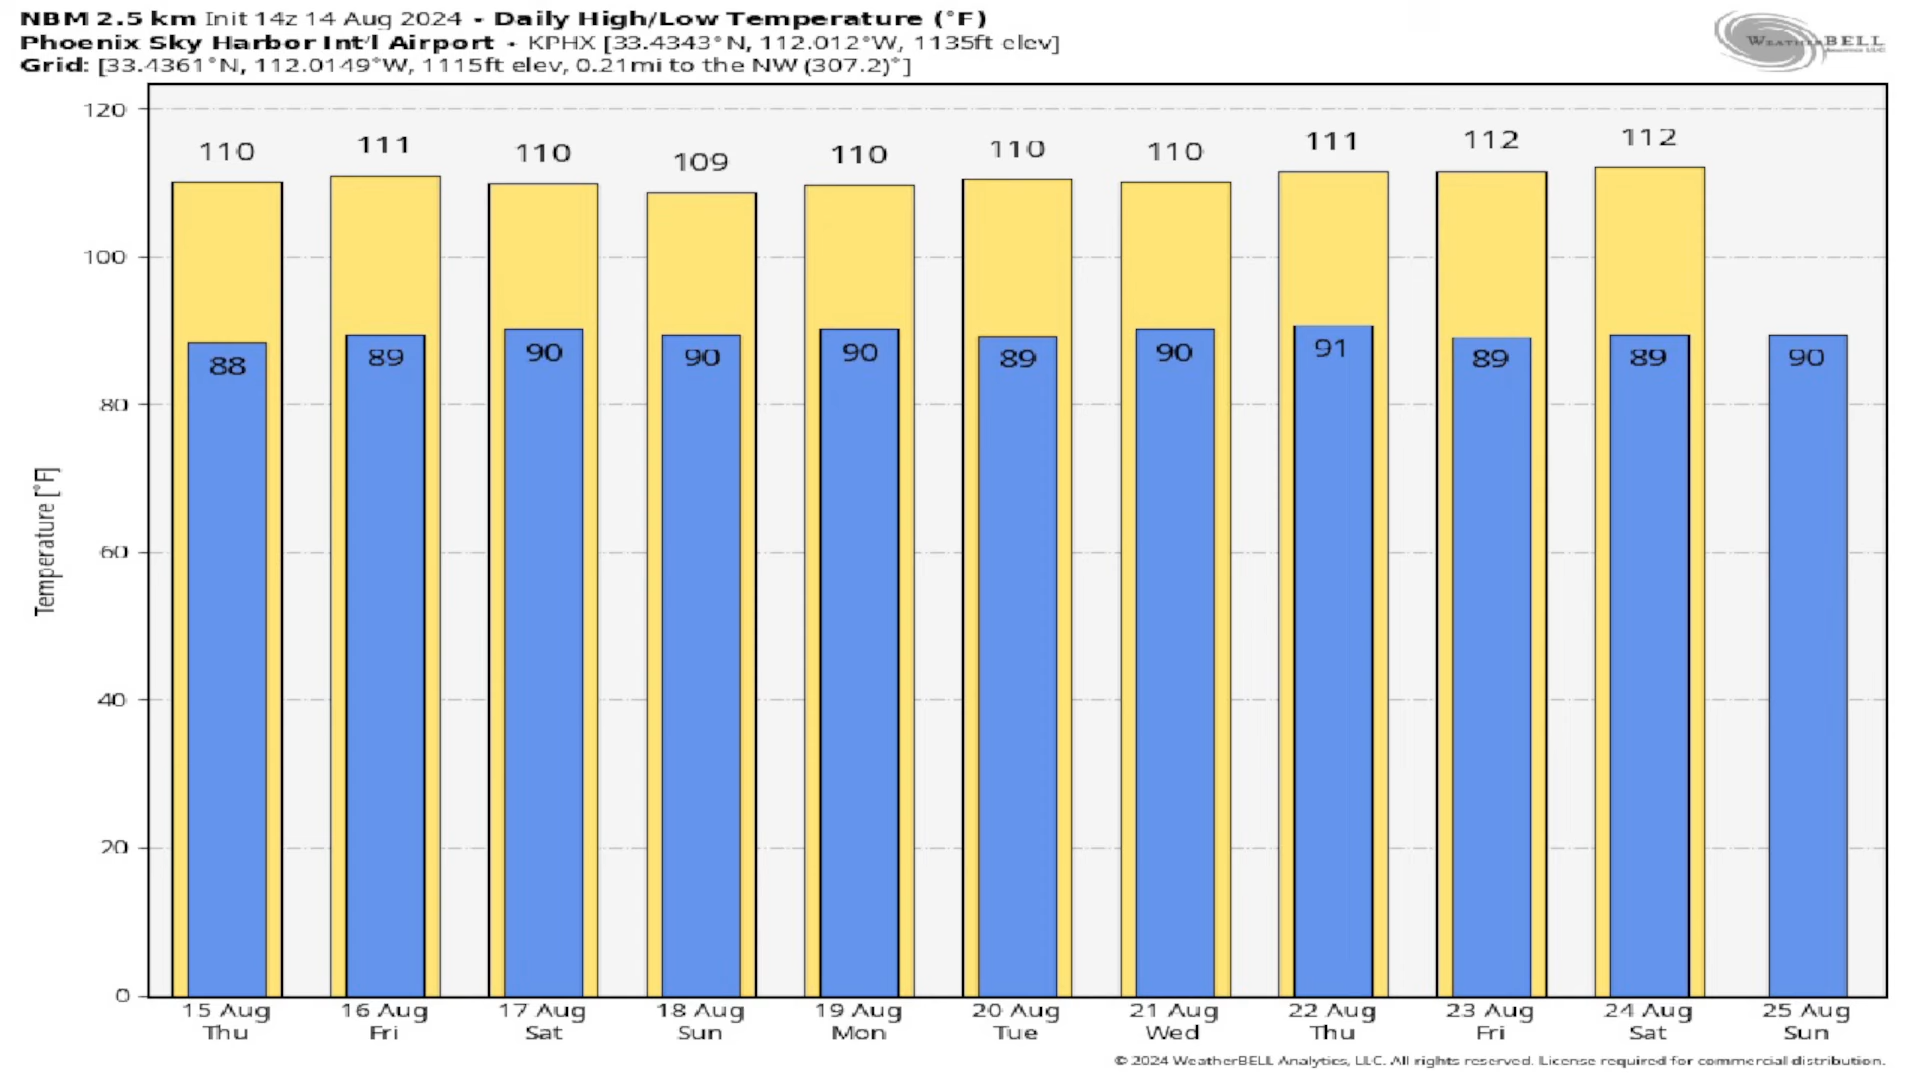 NBM 2.5 km Init 14z 14 Aug 2024 • Daily High/Low Temperature (°F)
Phoenix Sky Harbor Int'l Airport • KPHX [33.4343°N, 112.012°W, 1135ft elev]
Grid: [33.4361°N, 112.0149°W, 1115ft elev, 0.21mi to the NW (307.2)°]
WEATHERBELL
120
110 111 110 109 110 110 110 111 112 112
100
88 89 90 90 90 89 90 91 89 89 90
80
Temperature [°F]
60
40
20
0
15 Aug 16 Aug 17 Aug 18 Aug 19 Aug 20 Aug 21 Aug 22 Aug 23 Aug 24 Aug 25 Aug
Thu Fri Sat Sun Mon Tue Wed Thu Fri Sat Sun
© 2024 WeatherBELL Analytics, LLC. All rights reserved. License required for commercial distribution.